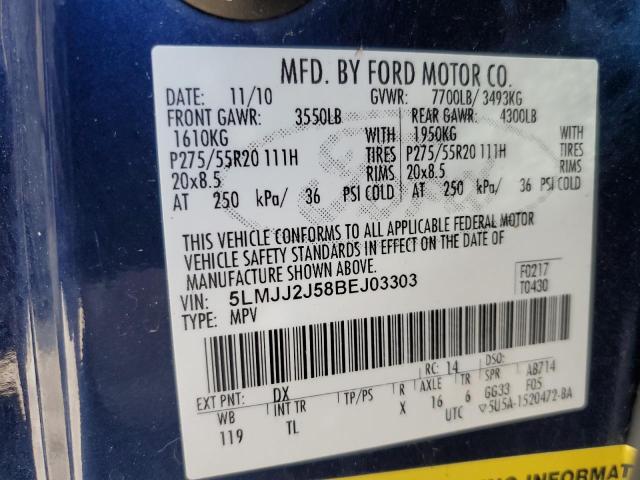 MFD. BY FORD MOTOR CO.
DATE: 11/10 GVWR: 7700LB/ 3493KG
FRONT GAWR: 3550LB REAR GAWR: 4300LB
1610KG WITH 1950KG WITH
P275/55R20 111H TIRES P275/55R20 111H TIRES
20x8.5 RIMS 20x8.5 RIMS
AT 250 kPa/ 36 PSI COLD AT 250 kPa/ 36 PSI COLD
THIS VEHICLE CONFORMS TO ALL APPLICABLE FEDERAL MOTOR
VEHICLE SAFETY STANDARDS IN EFFECT ON THE DATE OF
MANUFACTURE SHOWN ABOVE.
VIN: 5LMJJ2J58BEJ03303
TYPE: MPV
F0217
T0430
EXT PNT: DX RC: 14 DSO:
WB INT TR TP/PS R AXLE TR SPR AB714
119 TL X 16 6 GG33 F05
UTC ▽5U5A-1520472-BA
NG INFORMAT